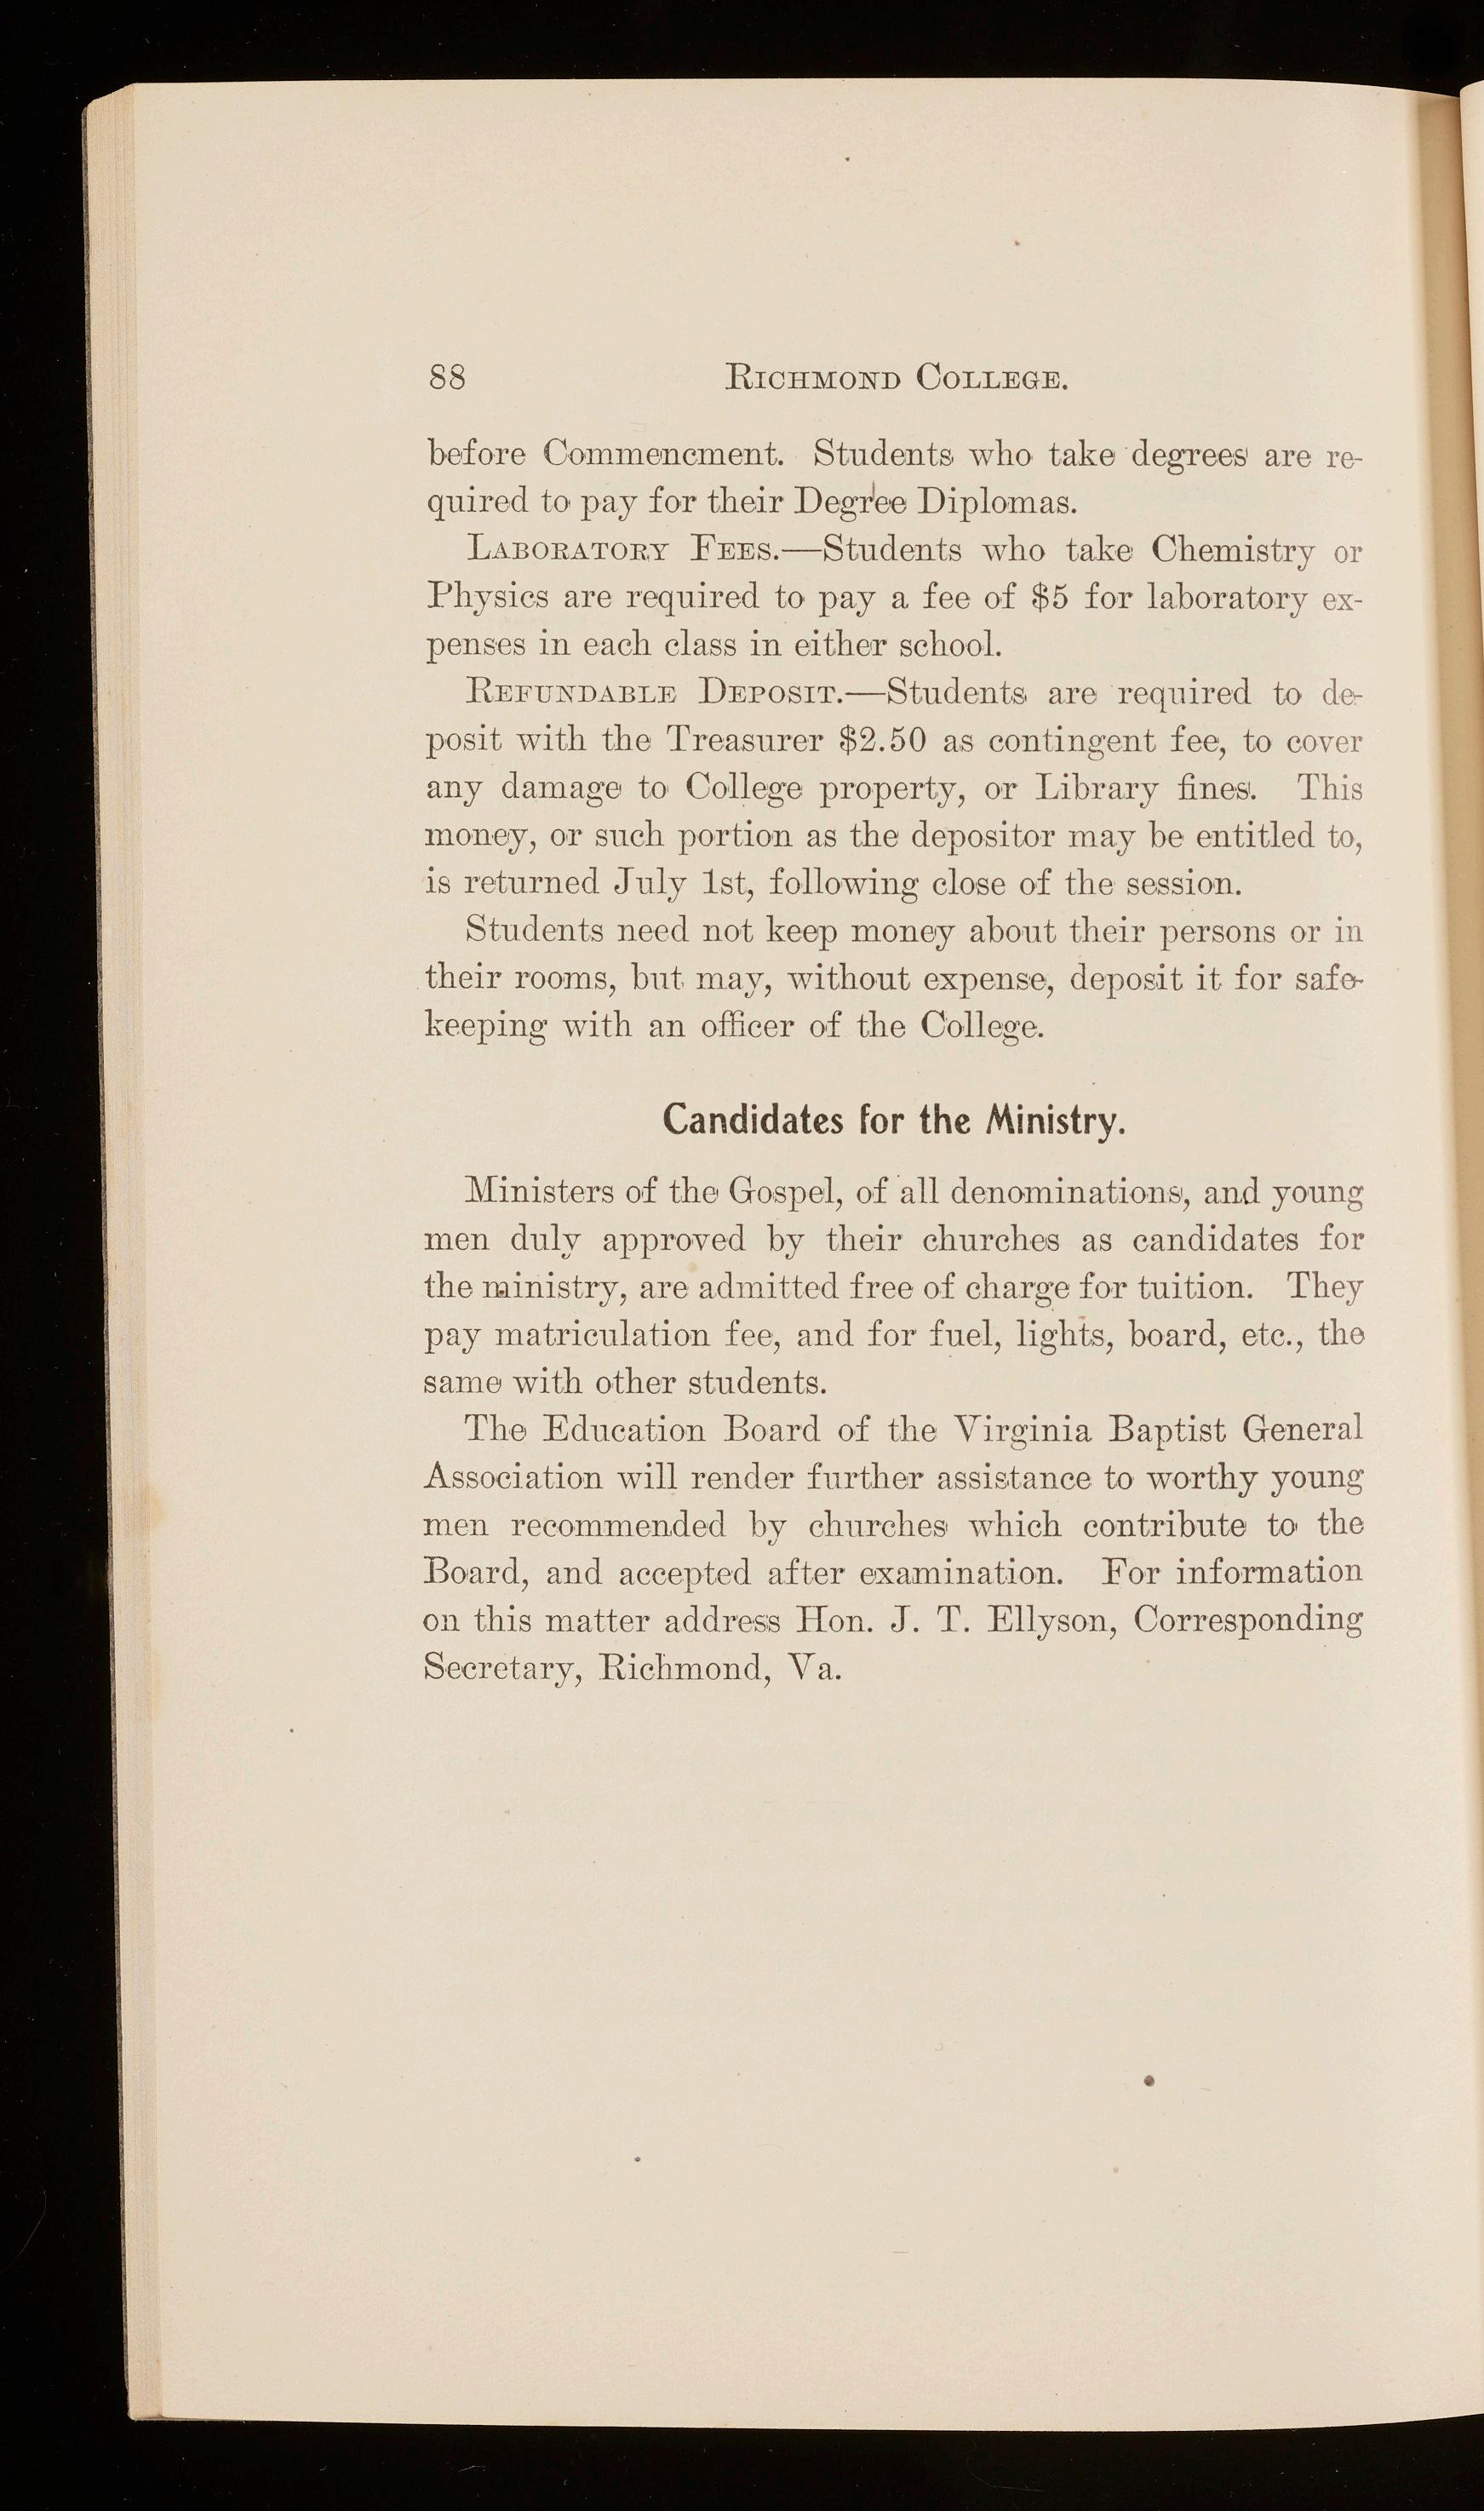 88 RICHMOND COLLEGE.
before Commencment. Students who take degrees are re-
quired to pay for their Degree Diplomas.
LABORATORY FEES.—Students who take Chemistry or
Physics are required to pay a fee of $5 for laboratory ex-
penses in each class in either school.
REFUNDABLE DEPOSIT.—Students are required to de-
posit with the Treasurer $2.50 as contingent fee, to cover
any damage to College property, or Library fines. This
money, or such portion as the depositor may be entitled to,
is returned July 1st, following close of the session.
Students need not keep money about their persons or in
their rooms, but may, without expense, deposit it for safe-
keeping with an officer of the College.
Candidates for the Ministry.
Ministers of the Gospel, of all denominations, and young
men duly approved by their churches as candidates for
the ministry, are admitted free of charge for tuition. They
pay matriculation fee, and for fuel, lights, board, etc., the
same with other students.
The Education Board of the Virginia Baptist General
Association will render further assistance to worthy young
men recommended by churches which contribute to the
Board, and accepted after examination. For information
on this matter address Hon. J. T. Ellyson, Corresponding
Secretary, Richmond, Va.